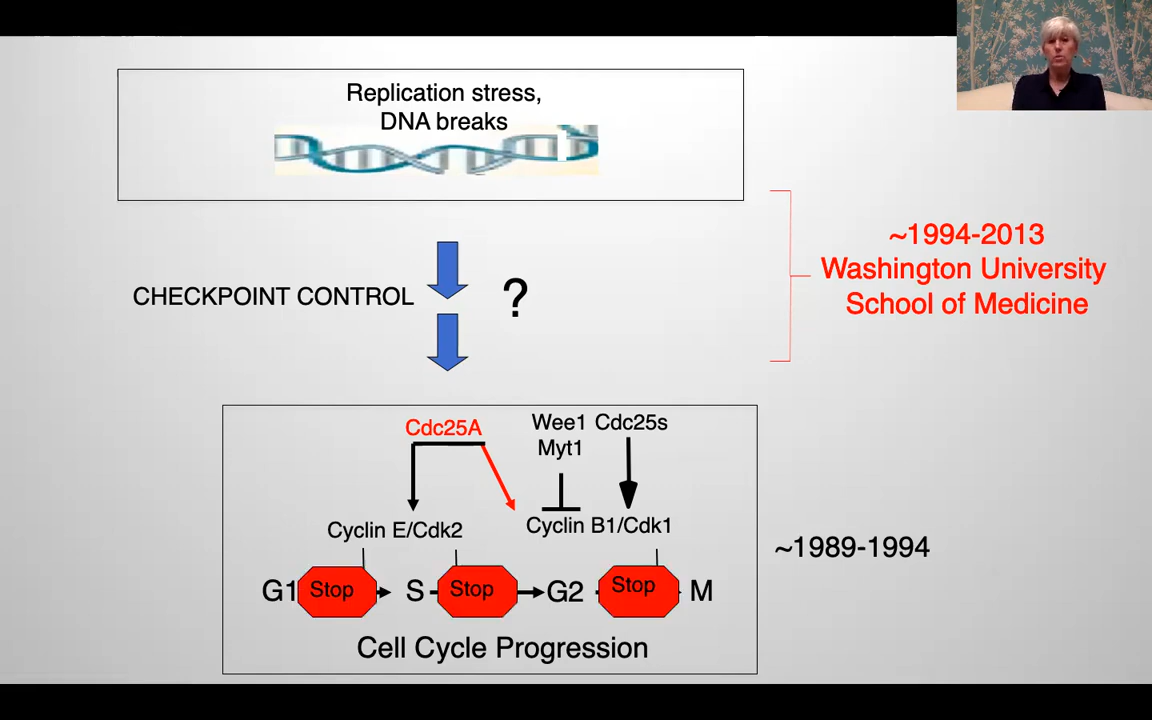 Replication stress,
DNA breaks
~1994-2013
Washington University
School of Medicine
CHECKPOINT CONTROL
?
Cdc25A
Wee1 Cdc25s
Myt1
Cyclin E/Cdk2
Cyclin B1/Cdk1
~1989-1994
G1 Stop S Stop G2 Stop M
Cell Cycle Progression